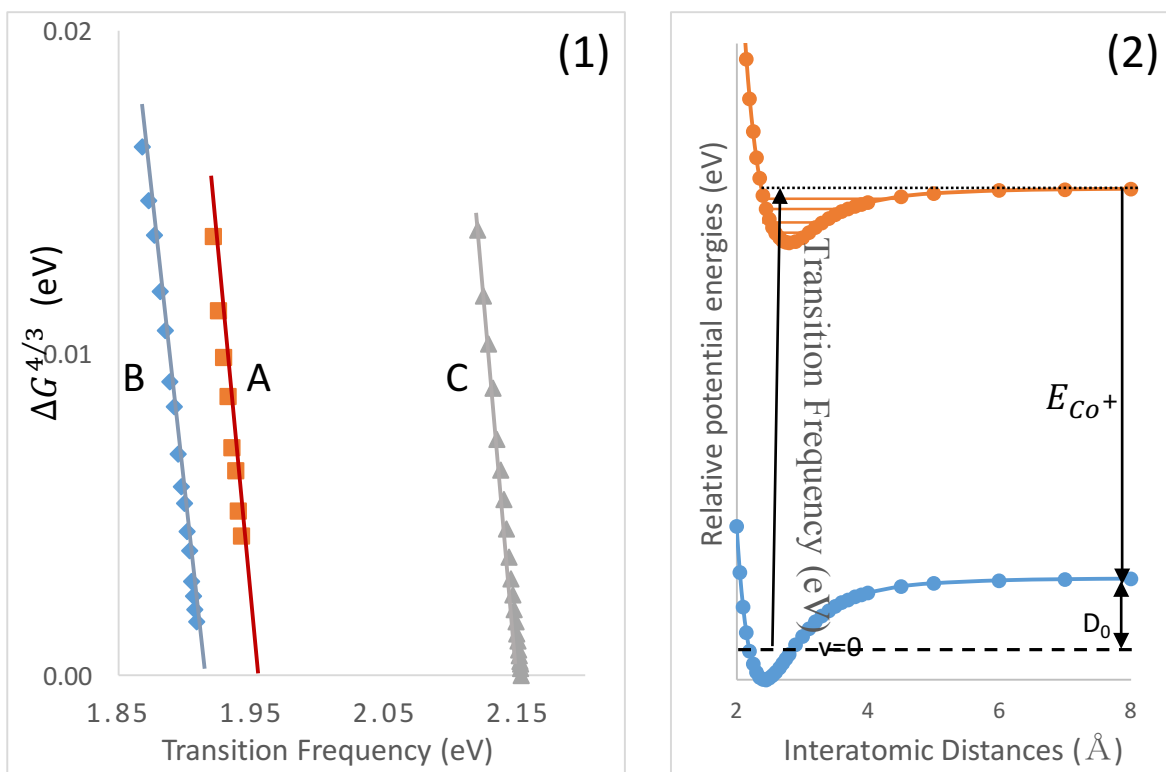 (1)
0.02
0.01
0.00
ΔG^4/3 (eV)
B
A
C
1.85
1.95
2.05
2.15
Transition Frequency (eV)
(2)
Relative potential energies (eV)
Transition Frequency (eV)
E_Co+
D₀
v=0
2
4
6
8
Interatomic Distances (Å)